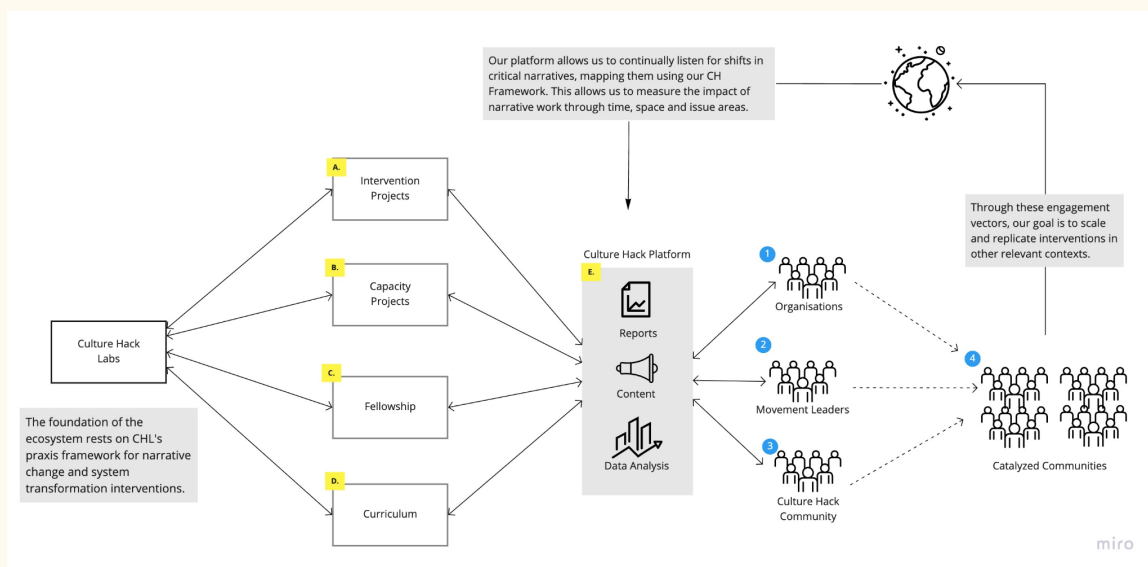 Our platform allows us to continually listen for shifts in
critical narratives, mapping them using our CH
Framework. This allows us to measure the impact of
narrative work through time, space and issue areas.
A.
Intervention
Projects
B.
Capacity
Projects
Culture Hack
Labs
C.
Fellowship
The foundation of the
ecosystem rests on CHL's
praxis framework for narrative
change and system
transformation interventions.
D.
Curriculum
Culture Hack Platform
E.
Reports
Content
Data Analysis
1
Organisations
2
Movement Leaders
3
Culture Hack
Community
Through these engagement
vectors, our goal is to scale
and replicate interventions in
other relevant contexts.
4
Catalyzed Communities
miro